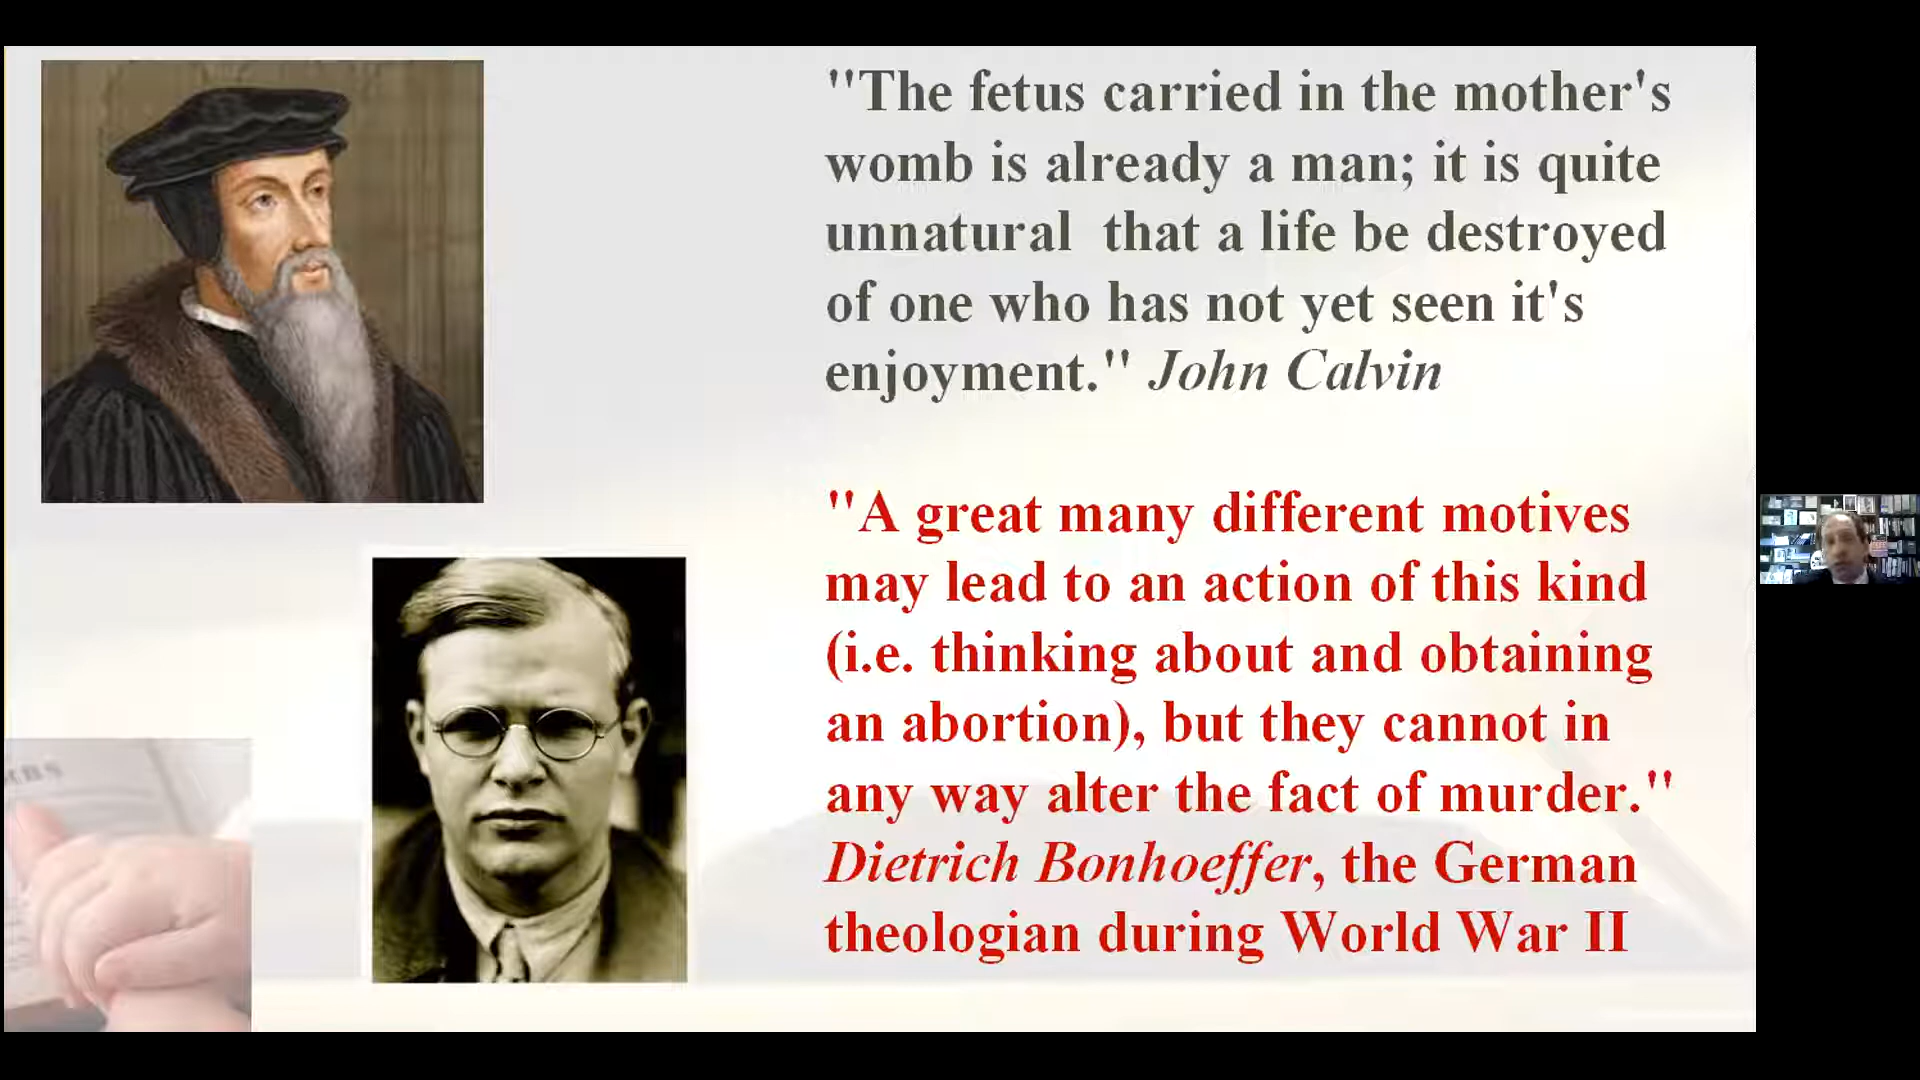 "The fetus carried in the mother's
womb is already a man; it is quite
unnatural that a life be destroyed
of one who has not yet seen it's
enjoyment." John Calvin
"A great many different motives
may lead to an action of this kind
(i.e. thinking about and obtaining
an abortion), but they cannot in
any way alter the fact of murder."
Dietrich Bonhoeffer, the German
theologian during World War II